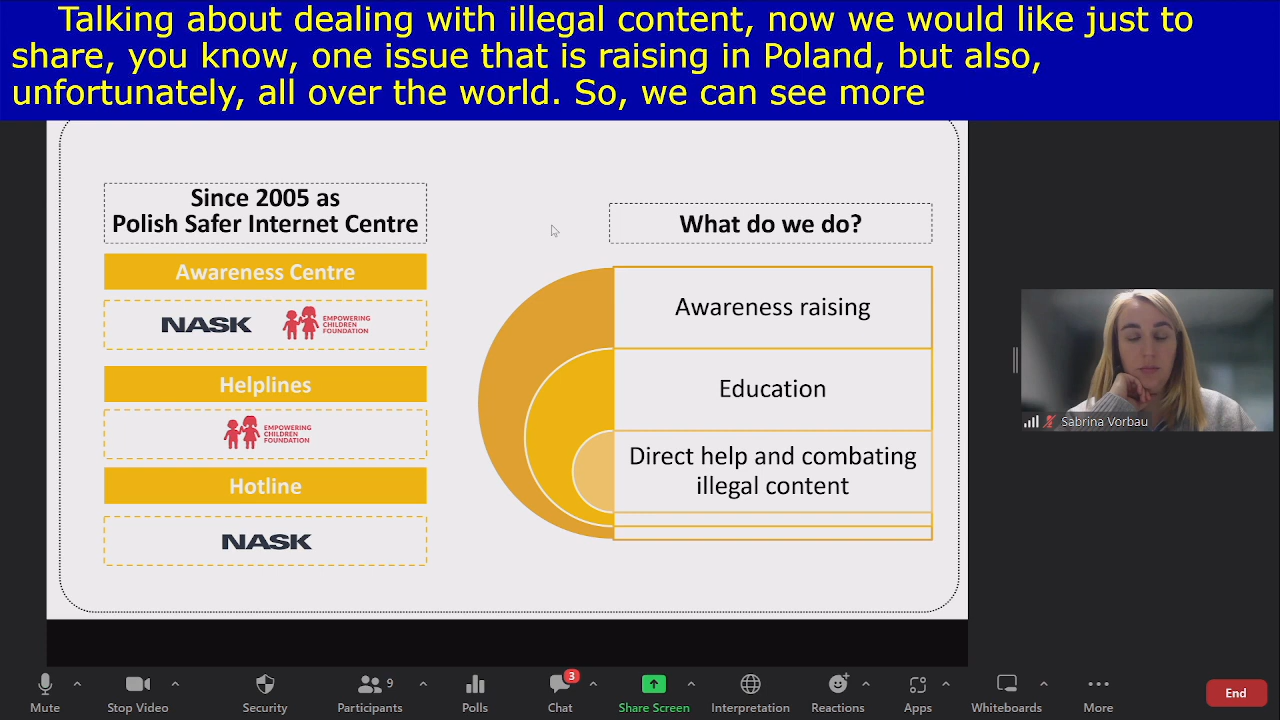 Talking about dealing with illegal content, now we would like just to
share, you know, one issue that is raising in Poland, but also,
unfortunately, all over the world. So, we can see more
Since 2005 as
Polish Safer Internet Centre
Awareness Centre
NASK
EMPOWERING
CHILDREN
FOUNDATION
Helplines
EMPOWERING
CHILDREN
FOUNDATION
Hotline
NASK
What do we do?
Awareness raising
Education
Direct help and combating
illegal content
Sabrina Vorbau
Mute
Stop Video
Security
9
Participants
Polls
3
Chat
Share Screen
Interpretation
Reactions
Apps
Whiteboards
More
End